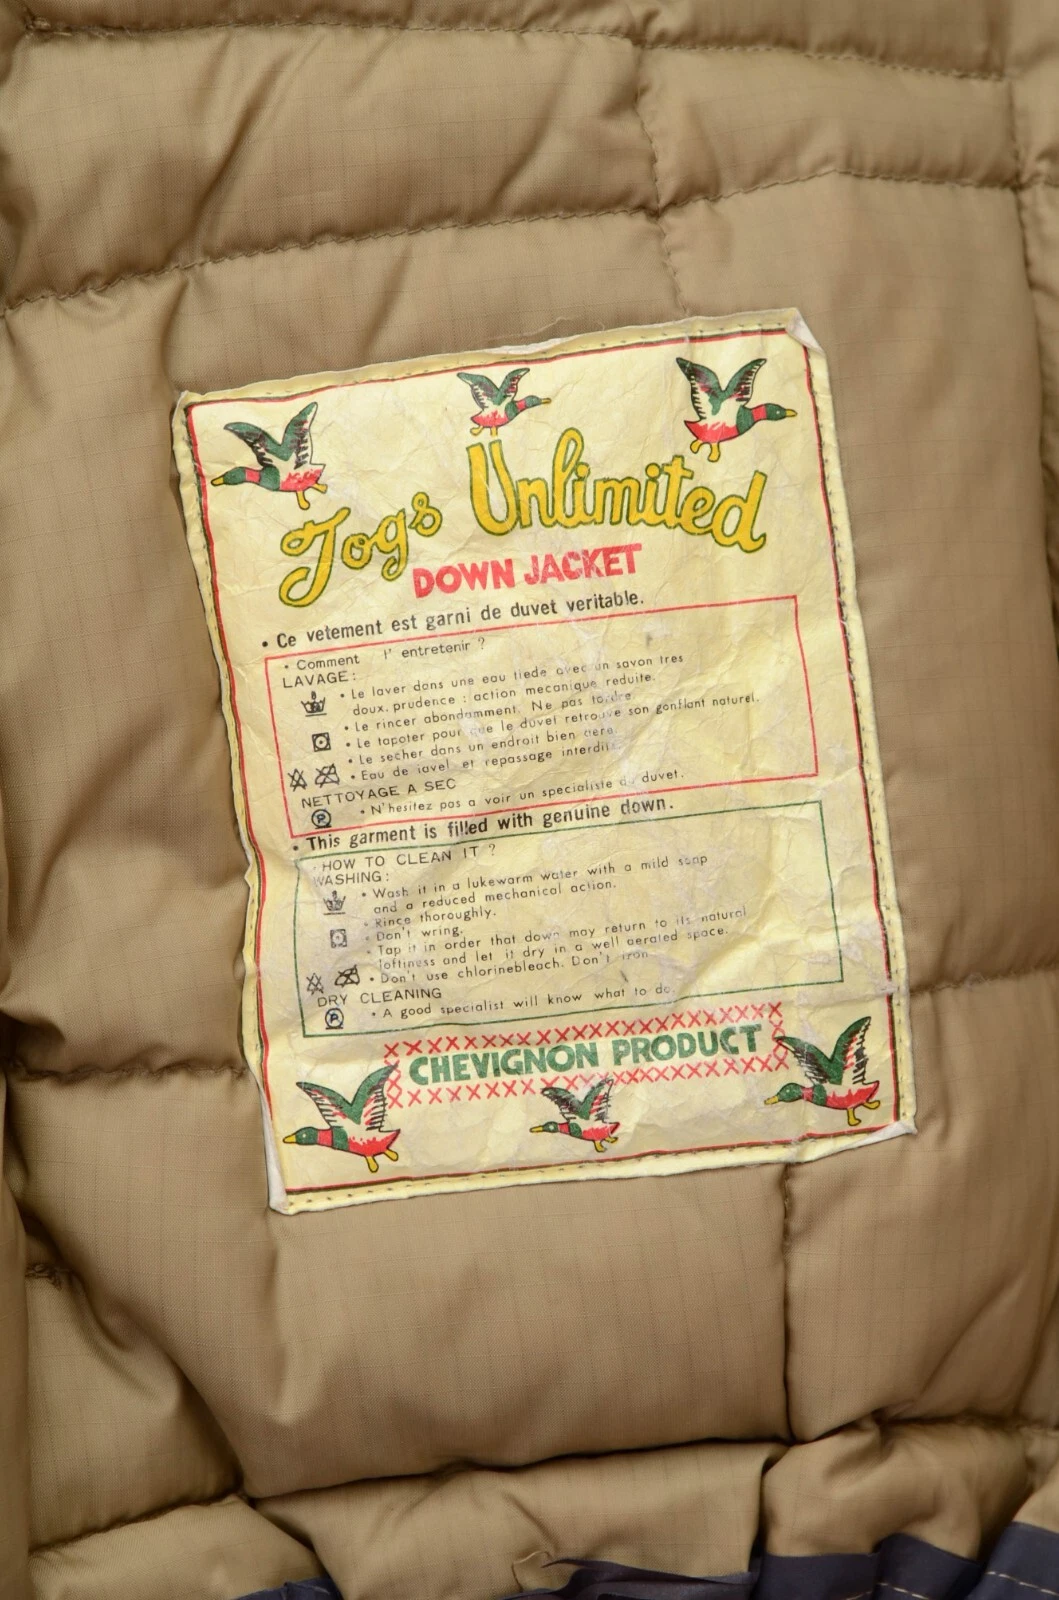 Togs Unlimited
DOWN JACKET
• Ce vetement est garni de duvet veritable.
• Comment l' entretenir ?
LAVAGE:
• Le laver dans une eau tiede avec un savon tres
doux. prudence : action mecanique reduite.
• Le rincer abondamment. Ne pas tordre.
• Le tapoter pour que le duvet retrouve son gonflant naturel.
• Le secher dans un endroit bien aere.
• Eau de javel et repassage interdit
NETTOYAGE A SEC
P
• N'hesitez pas a voir un specialiste du duvet.
• This garment is filled with genuine down.
HOW TO CLEAN IT ?
WASHING:
• Wash it in a lukewarm water with a mild soap
and a reduced mechanical action.
• Rince thoroughly.
• Don't wring.
• Tap it in order that down may return to its natural
loftiness and let it dry in a well aerated space.
• Don't use chlorinebleach. Don't iron
DRY CLEANING
P
• A good specialist will know what to do.
XXXXXXXXXXXXXXXXXXXXXX
CHEVIGNON PRODUCT
XXXXXXXXXXXXXXXXXXXXXX